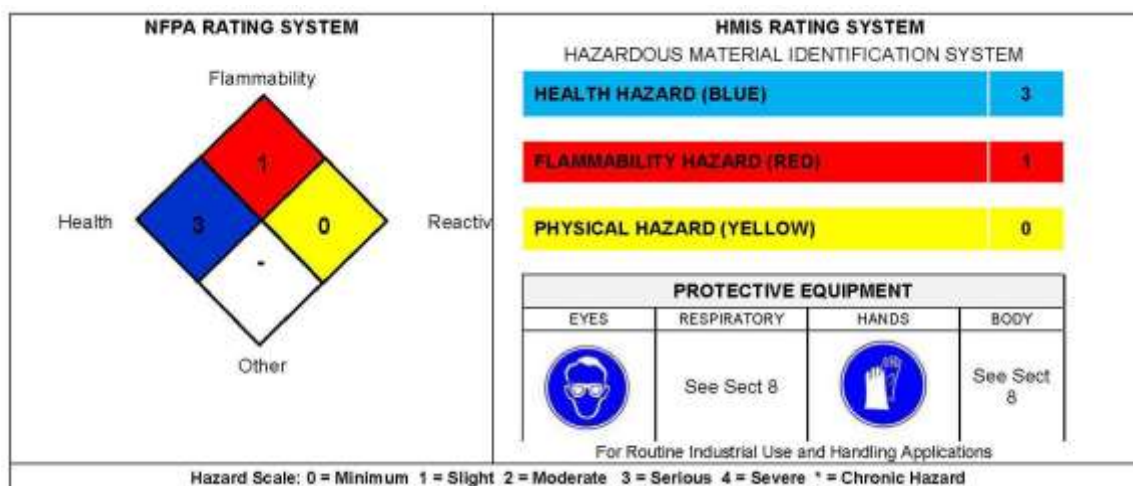 NFPA RATING SYSTEM
Flammability
1
Health
3
0
Reactiv
-
Other
HMIS RATING SYSTEM
HAZARDOUS MATERIAL IDENTIFICATION SYSTEM
HEALTH HAZARD (BLUE) 3
FLAMMABILITY HAZARD (RED) 1
PHYSICAL HAZARD (YELLOW) 0
PROTECTIVE EQUIPMENT
EYES RESPIRATORY HANDS BODY
See Sect 8
See Sect
8
For Routine Industrial Use and Handling Applications
Hazard Scale: 0 = Minimum 1 = Slight 2 = Moderate 3 = Serious 4 = Severe * = Chronic Hazard